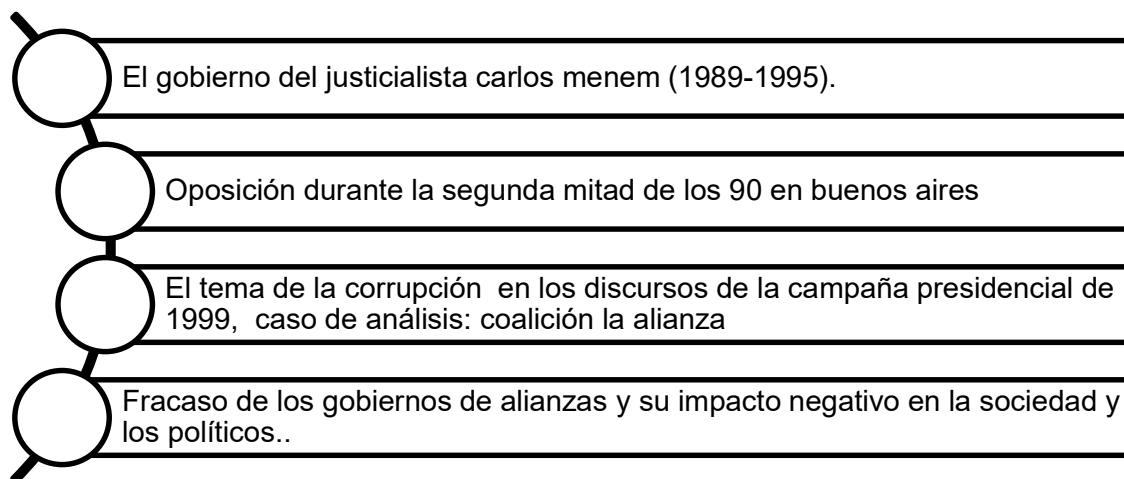 El gobierno del justicialista carlos menem (1989-1995).
Oposición durante la segunda mitad de los 90 en buenos aires
El tema de la corrupción  en los discursos de la campaña presidencial de
1999,  caso de análisis: coalición la alianza
Fracaso de los gobiernos de alianzas y su impacto negativo en la sociedad y
los políticos..